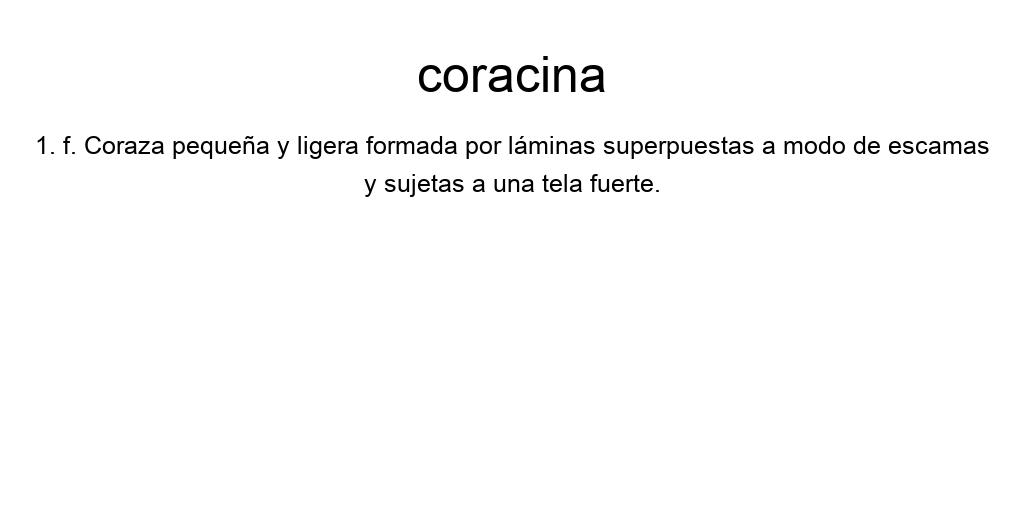 coracina
1. f. Coraza pequeña y ligera formada por láminas superpuestas a modo de escamas
y sujetas a una tela fuerte.